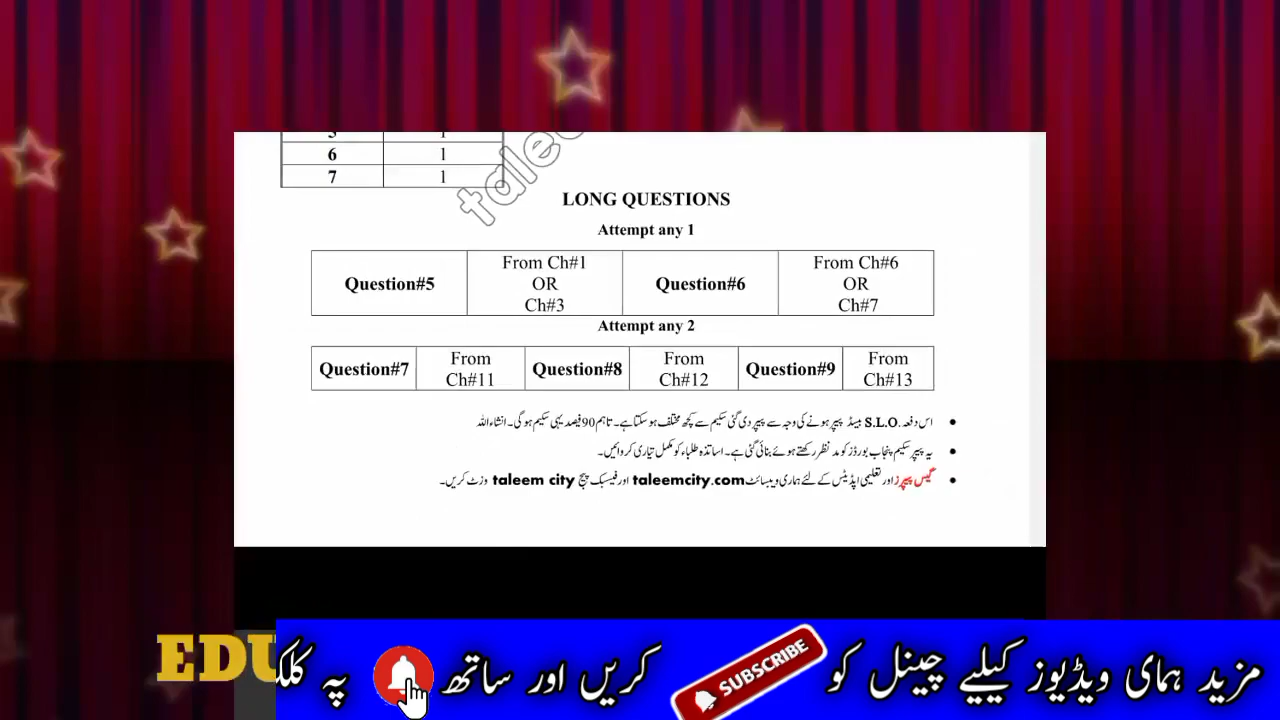 6 1
7 1
talee
LONG QUESTIONS
Attempt any 1
Question#5 From Ch#1 OR Ch#3 Question#6 From Ch#6 OR Ch#7
Attempt any 2
Question#7 From Ch#11 Question#8 From Ch#12 Question#9 From Ch#13
اس دفعہ S.L.O. بیسڈ پیپر ہونے کی وجہ سے پیپر دی گئی سکیم سے کچھ مختلف ہو سکتا ہے۔ تاہم 90 فیصد یہی سکیم ہو گی۔ انشاء اللہ
یہ پیپر سکیم پنجاب بورڈز کو مد نظر رکھتے ہوئے بنائی گئی ہے۔ اساتذہ طلباء کو مکمل تیاری کروائیں۔
گیس پیپرز اور تعلیمی اپڈیٹس کے لئے ہماری ویب سائٹ taleemcity.com اور فیسبک پیج taleem city وزٹ کریں۔
EDU
مزید ہمای ویڈیوز کیلیے چینل کو SUBSCRIBE کریں اور ساتھ پہ کلک